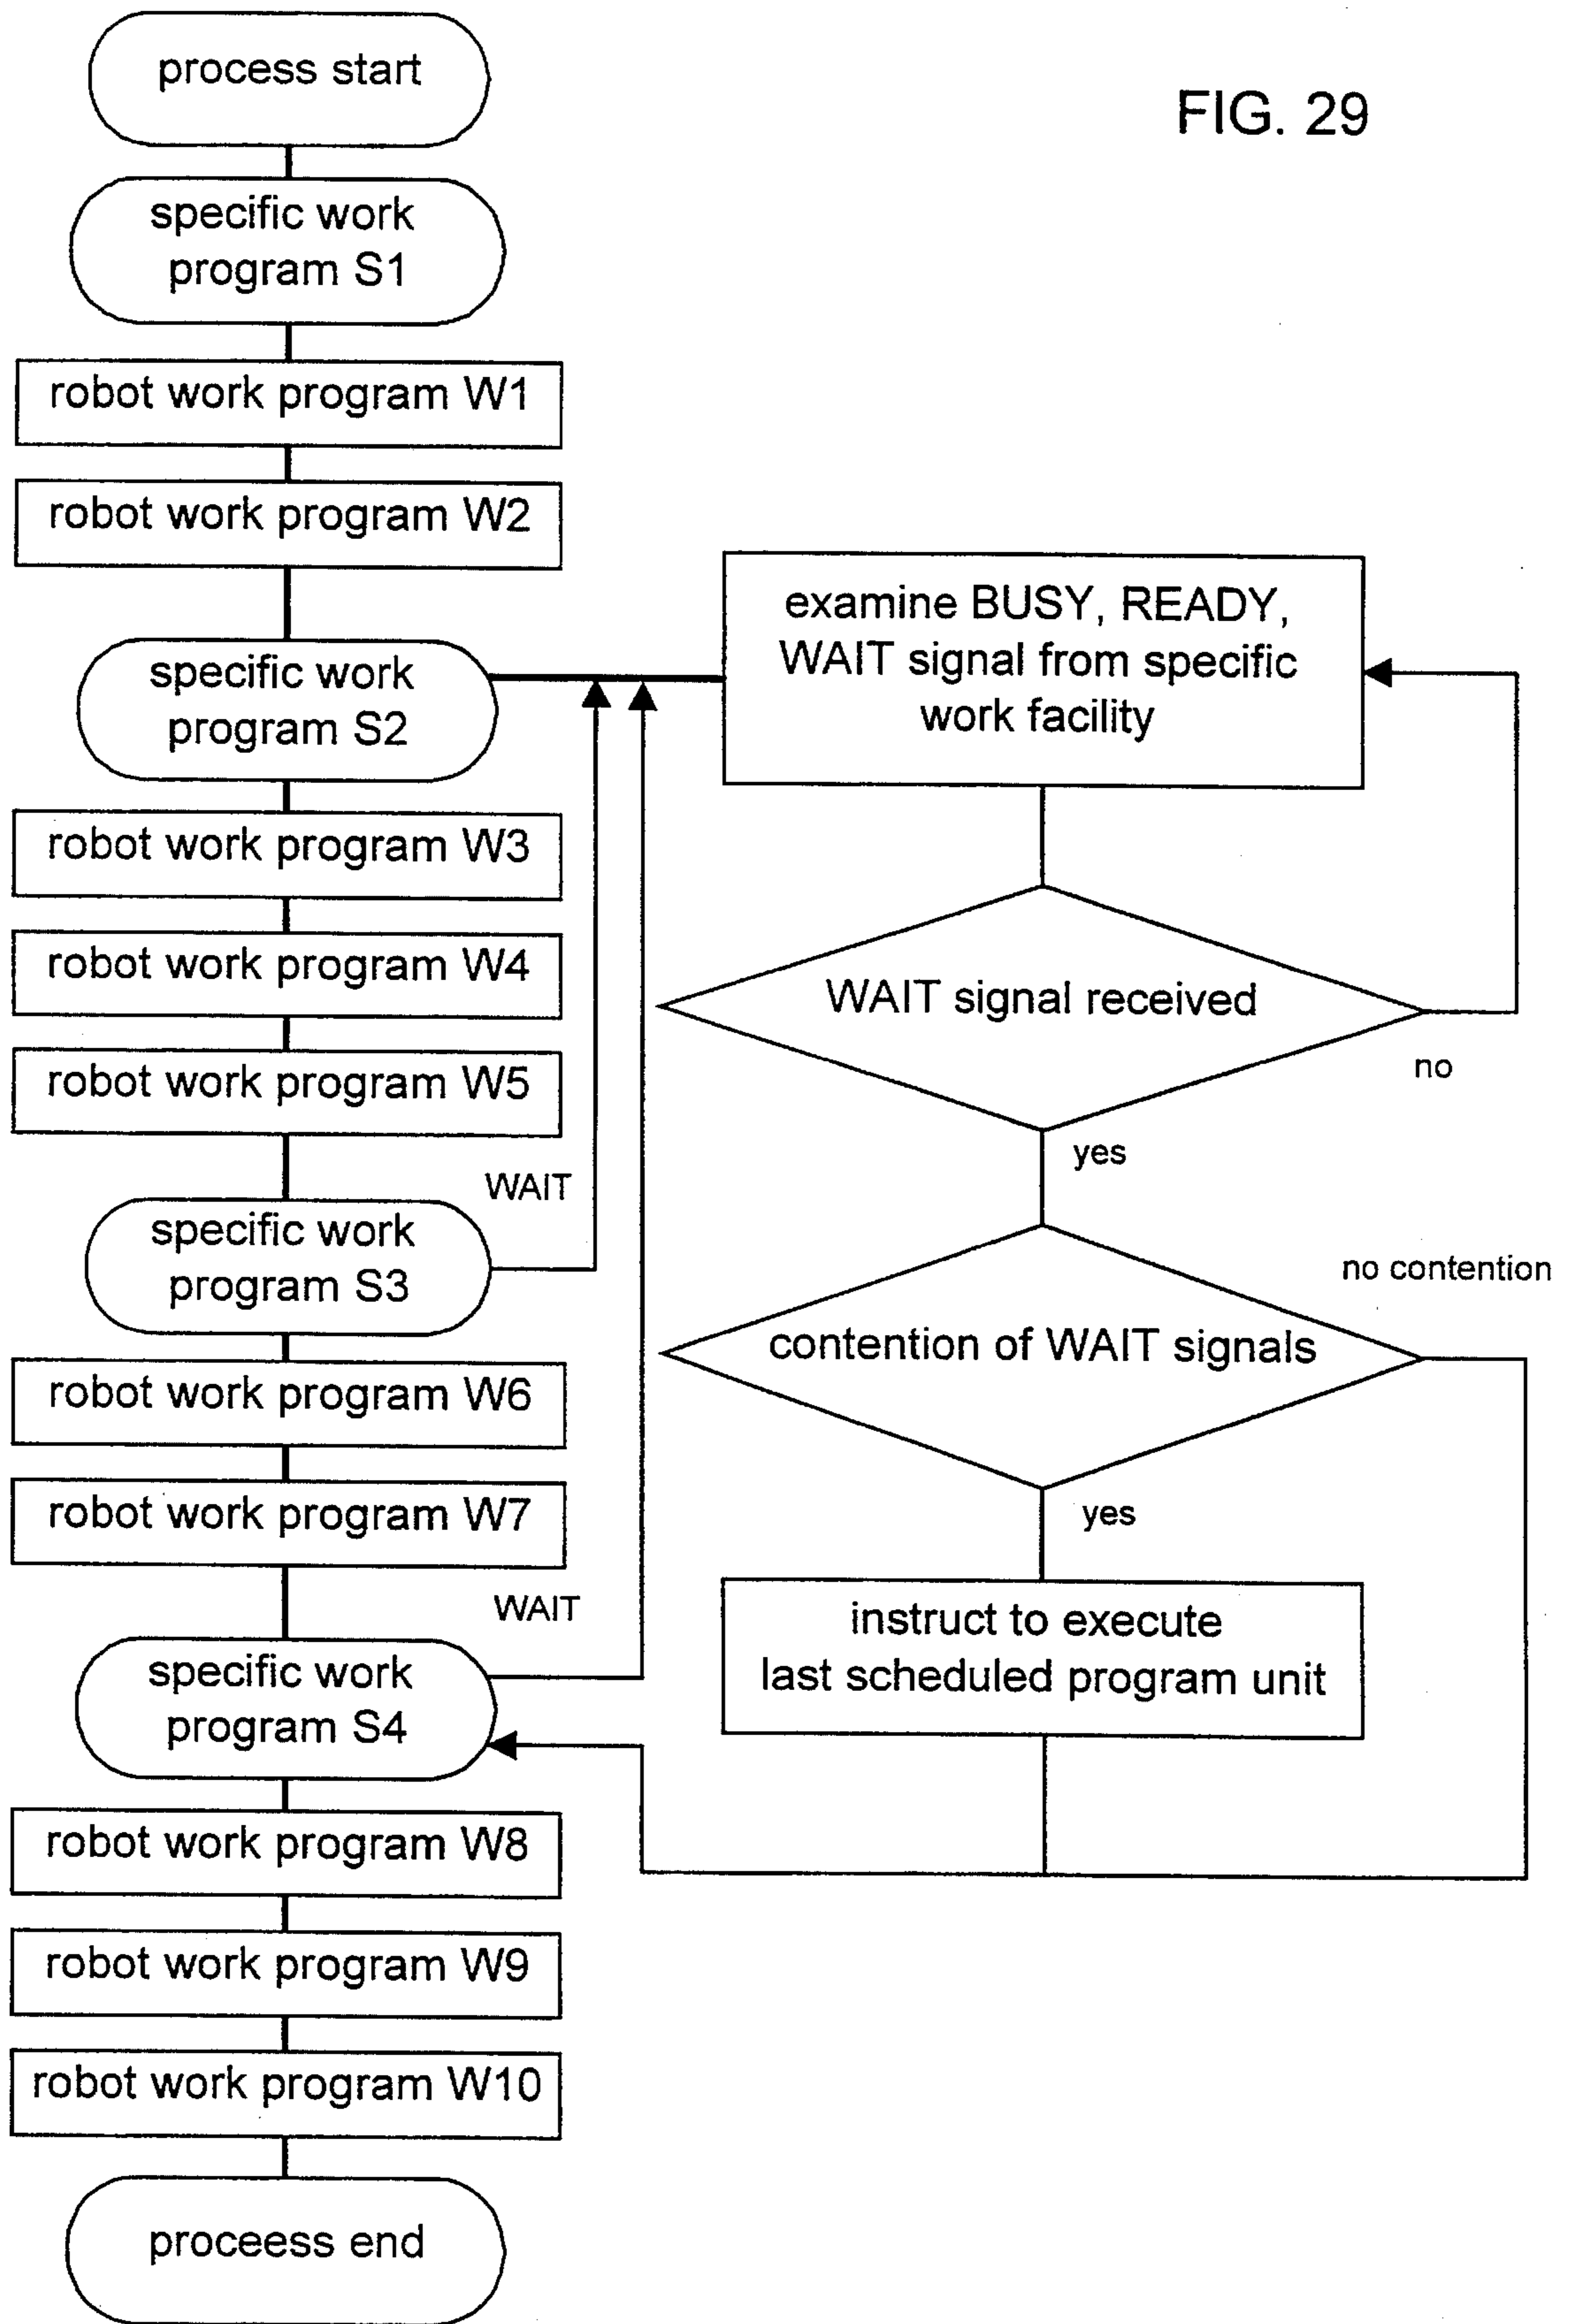 process start
FIG. 29
specific work
program S1
robot work program W1
robot work program W2
specific work
program S2
robot work program W3
robot work program W4
robot work program W5
WAIT
specific work
program S3
robot work program W6
robot work program W7
WAIT
specific work
program S4
robot work program W8
robot work program W9
robot work program W10
proceess end
examine BUSY, READY,
WAIT signal from specific
work facility
WAIT signal received
no
yes
no contention
contention of WAIT signals
yes
instruct to execute
last scheduled program unit